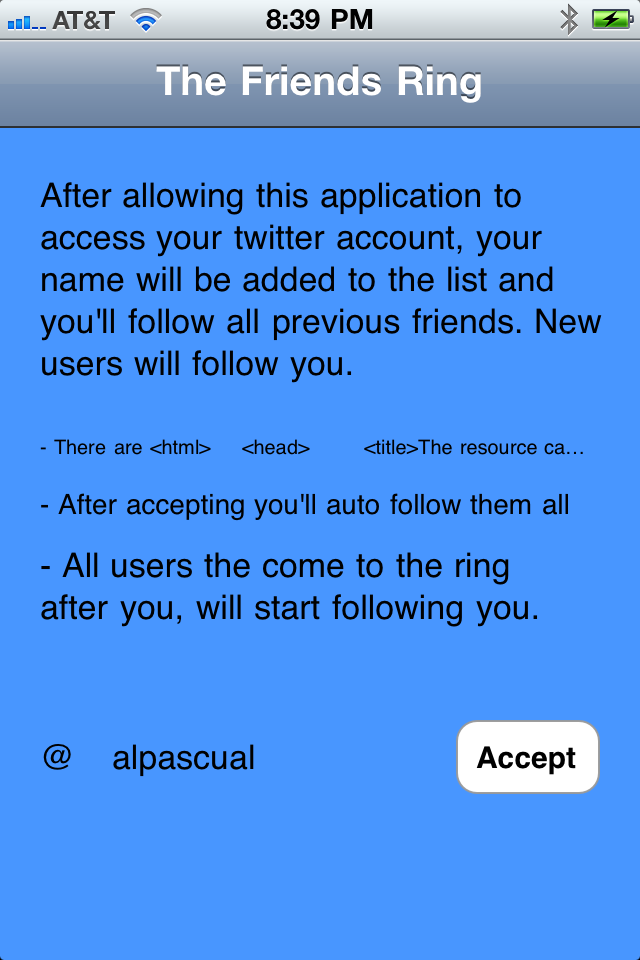 AT&T 8:39 PM
The Friends Ring
After allowing this application to
access your twitter account, your
name will be added to the list and
you'll follow all previous friends. New
users will follow you.
- There are <html> <head> <title>The resource ca...
- After accepting you'll auto follow them all
- All users the come to the ring
after you, will start following you.
@ alpascual Accept